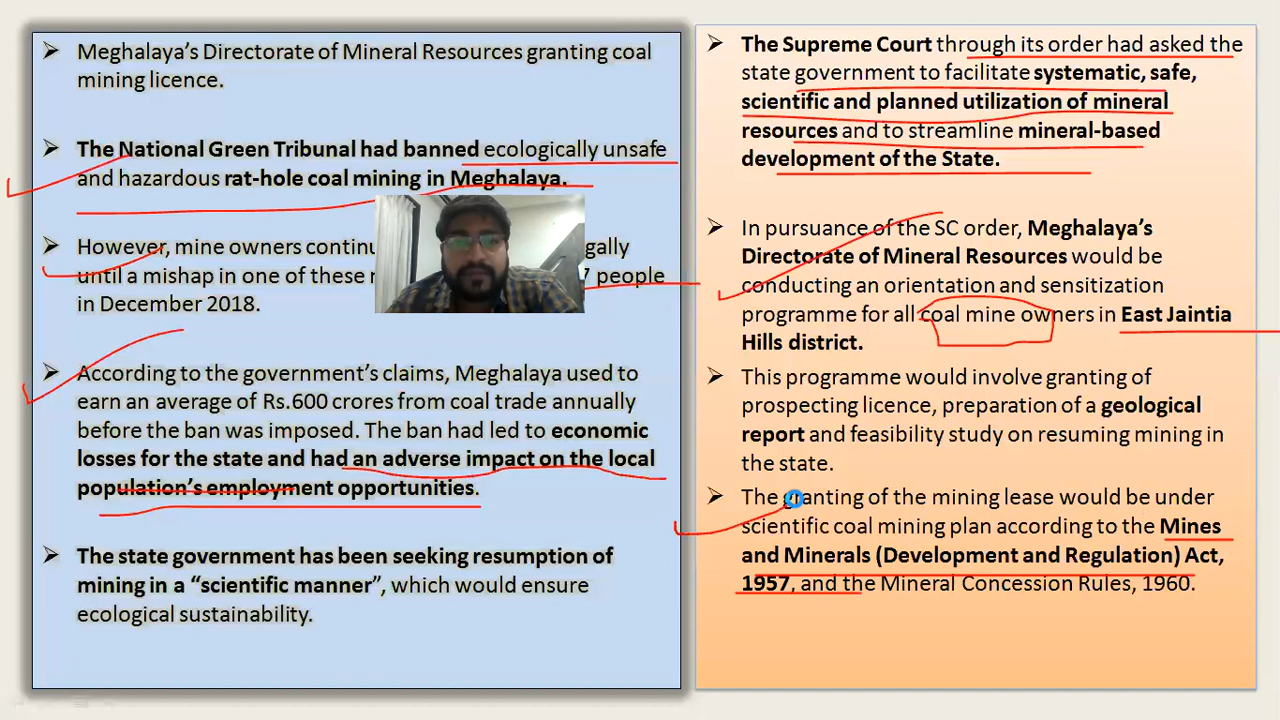 Meghalaya's Directorate of Mineral Resources granting coal
mining licence.
The National Green Tribunal had banned ecologically unsafe
and hazardous rat-hole coal mining in Meghalaya.
However, mine owners
until a mishap in one of these people
in December 2018.
According to the government's claims, Meghalaya used to
earn an average of Rs.600 crores from coal trade annually
before the ban was imposed. The ban had led to economic
losses for the state and had an adverse impact on the local
population's employment opportunities.
The state government has been seeking resumption of
mining in a “scientific manner”, which would ensure
ecological sustainability.
The Supreme Court through its order had asked the
state government to facilitate systematic, safe,
scientific and planned utilization of mineral
resources and to streamline mineral-based
development of the State.
In pursuance of the SC order, Meghalaya's
Directorate of Mineral Resources would be
conducting an orientation and sensitization
programme for all coal mine owners in East Jaintia
Hills district.
This programme would involve granting of
prospecting licence, preparation of a geological
report and feasibility study on resuming mining in
the state.
The granting of the mining lease would be under
scientific coal mining plan according to the Mines
and Minerals (Development and Regulation) Act,
1957, and the Mineral Concession Rules, 1960.